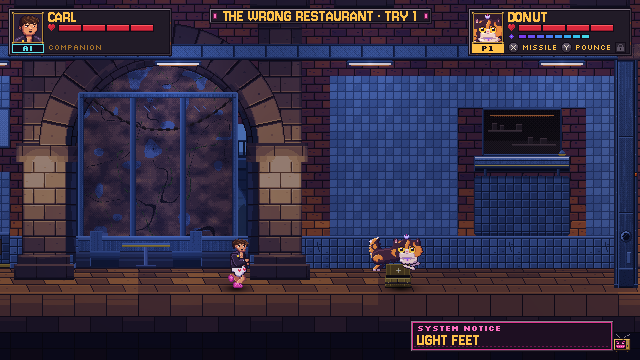 CARL
AI
COMPANION
THE WRONG RESTAURANT · TRY 1
DONUT
P1
X MISSILE Y POUNCE
SYSTEM NOTICE
LIGHT FEET